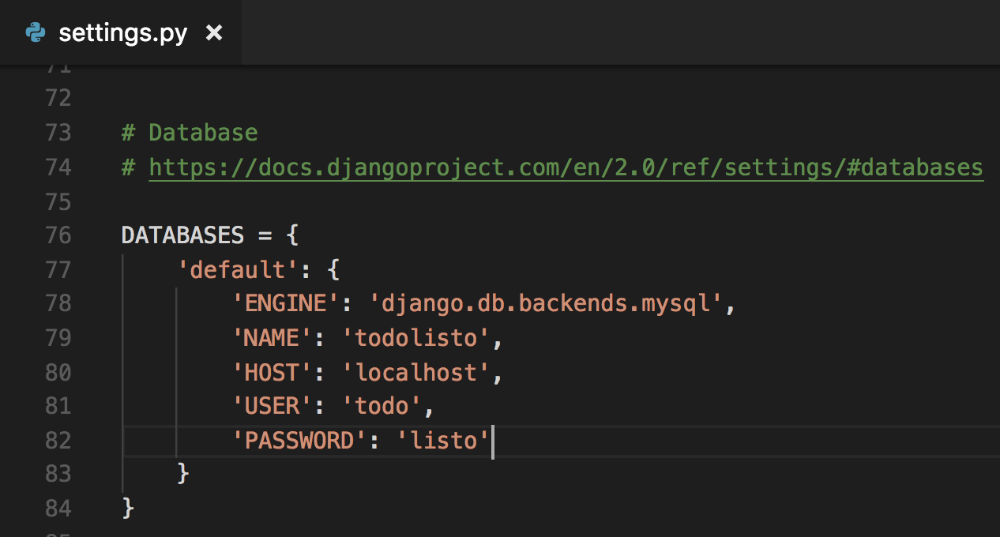 settings.py
71
72
73 # Database
74 # https://docs.djangoproject.com/en/2.0/ref/settings/#databases
75
76 DATABASES = {
77     'default': {
78         'ENGINE': 'django.db.backends.mysql',
79         'NAME': 'todolisto',
80         'HOST': 'localhost',
81         'USER': 'todo',
82         'PASSWORD': 'listo'
83     }
84 }